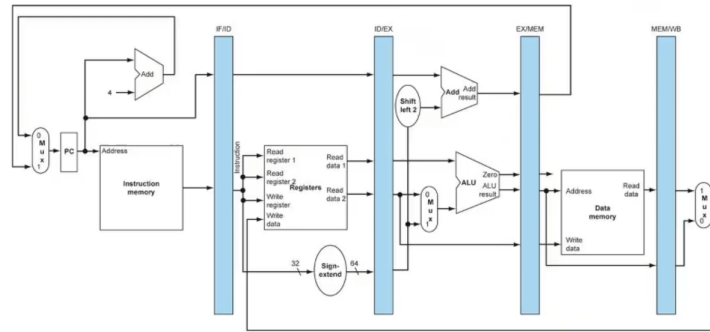 IF/ID
ID/EX
EX/MEM
MEM/WB
Add
4
Shift
left 2
Add
Add
result
0
M
u
x
1
PC
Address
Instruction
memory
Instruction
Read
register 1
Read
register 2
Write
register
Write
data
Registers
Read
data 1
Read
data 2
0
M
u
x
1
ALU
Zero
ALU
result
Address
Write
data
Data
memory
Read
data
1
M
u
x
0
32
Sign-
extend
64